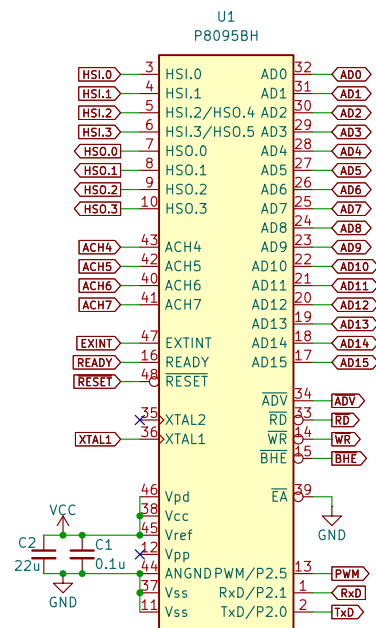 U1
P8095BH
HSI.0 3 HSI.0 AD0 32 AD0
HSI.1 4 HSI.1 AD1 31 AD1
HSI.2 5 HSI.2/HSO.4 AD2 30 AD2
HSI.3 6 HSI.3/HSO.5 AD3 29 AD3
HSO.0 7 HSO.0 AD4 28 AD4
HSO.1 8 HSO.1 AD5 27 AD5
HSO.2 9 HSO.2 AD6 26 AD6
HSO.3 10 HSO.3 AD7 25 AD7
AD8 24 AD8
ACH4 43 ACH4 AD9 23 AD9
ACH5 42 ACH5 AD10 22 AD10
ACH6 40 ACH6 AD11 21 AD11
ACH7 41 ACH7 AD12 20 AD12
AD13 19 AD13
EXINT 47 EXTINT AD14 18 AD14
READY 16 READY AD15 17 AD15
RESET 48 RESET
ADV 34 ADV
35 XTAL2 RD 33 RD
XTAL1 36 XTAL1 WR 14 WR
BHE 15 BHE
46 Vpd EA 39
VCC 38 Vcc
45 Vref GND
C2 C1 12 Vpp
22u 0.1u
44 ANGND PWM/P2.5 13 PWM
GND 37 Vss RxD/P2.1 1 RxD
11 Vss TxD/P2.0 2 TxD